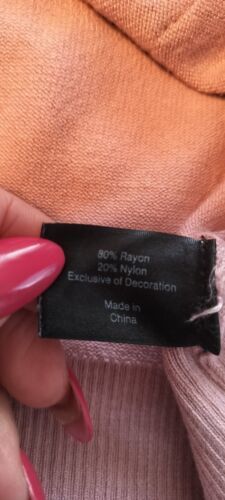 80% Rayon
20% Nylon
Exclusive of Decoration
Made in
China